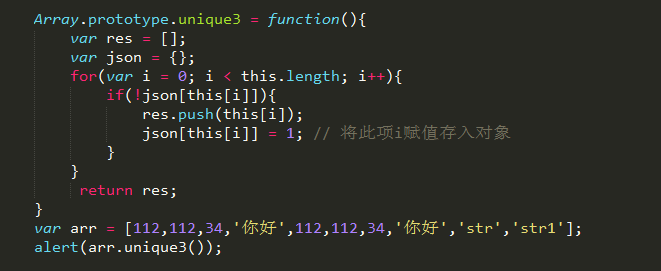 Array.prototype.unique3 = function(){
    var res = [];
    var json = {};
    for(var i = 0; i < this.length; i++){
        if(!json[this[i]]){
            res.push(this[i]);
            json[this[i]] = 1; // 将此项i赋值存入对象
        }
    }
     return res;
}
var arr = [112,112,34,'你好',112,112,34,'你好','str','str1'];
alert(arr.unique3());